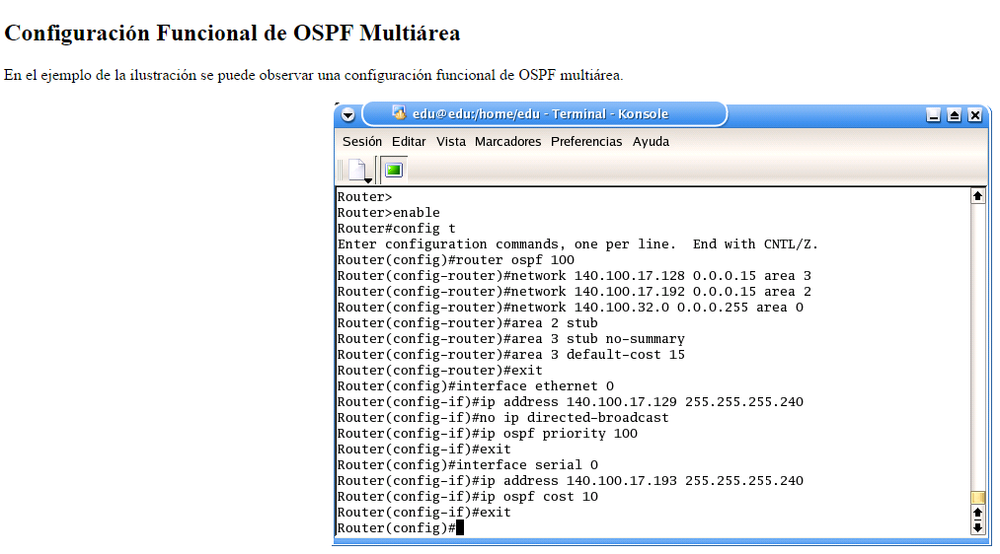 Configuración Funcional de OSPF Multiárea
En el ejemplo de la ilustración se puede observar una configuración funcional de OSPF multiárea.
edu@edu:/home/edu - Terminal - Konsole
Sesión Editar Vista Marcadores Preferencias Ayuda
Router>
Router>enable
Router#config t
Enter configuration commands, one per line.  End with CNTL/Z.
Router(config)#router ospf 100
Router(config-router)#network 140.100.17.128 0.0.0.15 area 3
Router(config-router)#network 140.100.17.192 0.0.0.15 area 2
Router(config-router)#network 140.100.32.0 0.0.0.255 area 0
Router(config-router)#area 2 stub
Router(config-router)#area 3 stub no-summary
Router(config-router)#area 3 default-cost 15
Router(config-router)#exit
Router(config)#interface ethernet 0
Router(config-if)#ip address 140.100.17.129 255.255.255.240
Router(config-if)#no ip directed-broadcast
Router(config-if)#ip ospf priority 100
Router(config-if)#exit
Router(config)#interface serial 0
Router(config-if)#ip address 140.100.17.193 255.255.255.240
Router(config-if)#ip ospf cost 10
Router(config-if)#exit
Router(config)#